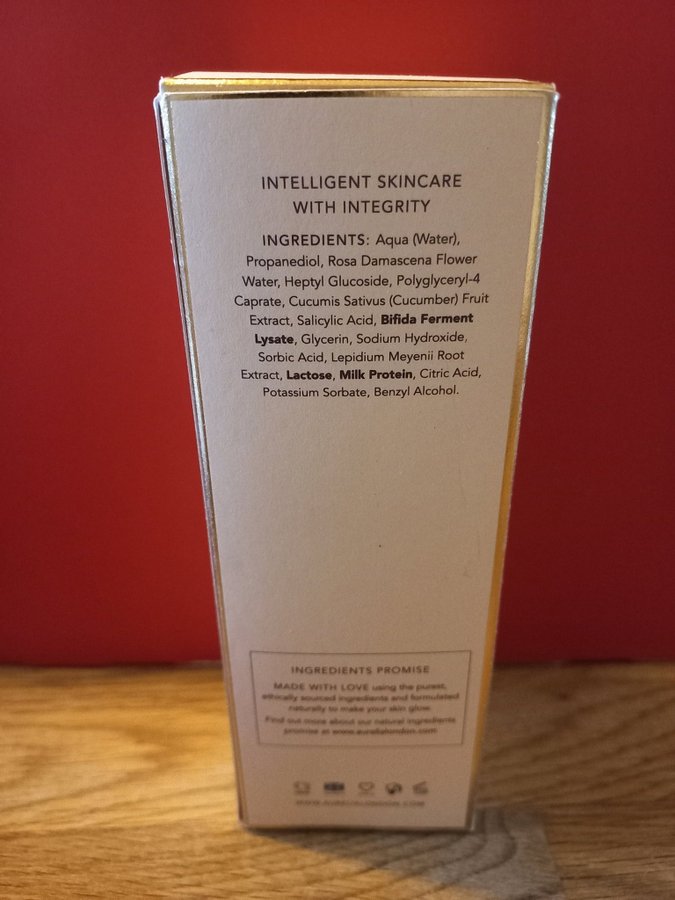 INTELLIGENT SKINCARE
WITH INTEGRITY
INGREDIENTS: Aqua (Water),
Propanediol, Rosa Damascena Flower
Water, Heptyl Glucoside, Polyglyceryl-4
Caprate, Cucumis Sativus (Cucumber) Fruit
Extract, Salicylic Acid, Bifida Ferment
Lysate, Glycerin, Sodium Hydroxide,
Sorbic Acid, Lepidium Meyenii Root
Extract, Lactose, Milk Protein, Citric Acid,
Potassium Sorbate, Benzyl Alcohol.
INGREDIENTS PROMISE
MADE WITH LOVE using the purest,
ethically sourced ingredients and formulated
naturally to make your skin glow.
Find out more about our natural ingredients
promise at www.aurelialondon.com
WWW.AURELIALONDON.COM